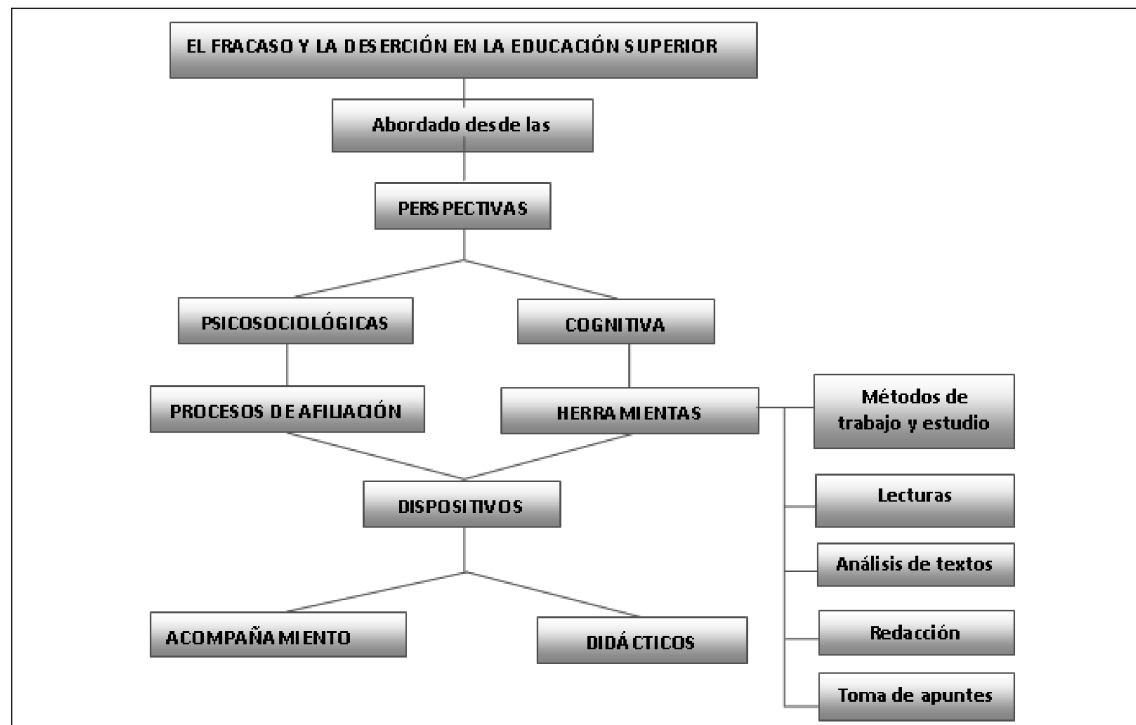 EL FRACASO Y LA DESERCIÓN EN LA EDUCACIÓN SUPERIOR
Abordado desde las
PERSPECTIVAS
PSICOSOCIOLÓGICAS
COGNITIVA
PROCESOS DE AFILIACIÓN
HERRAMIENTAS
Métodos de
trabajo y estudio
Lecturas
Análisis de textos
Redacción
Toma de apuntes
DISPOSITIVOS
ACOMPAÑAMIENTO
DIDÁCTICOS